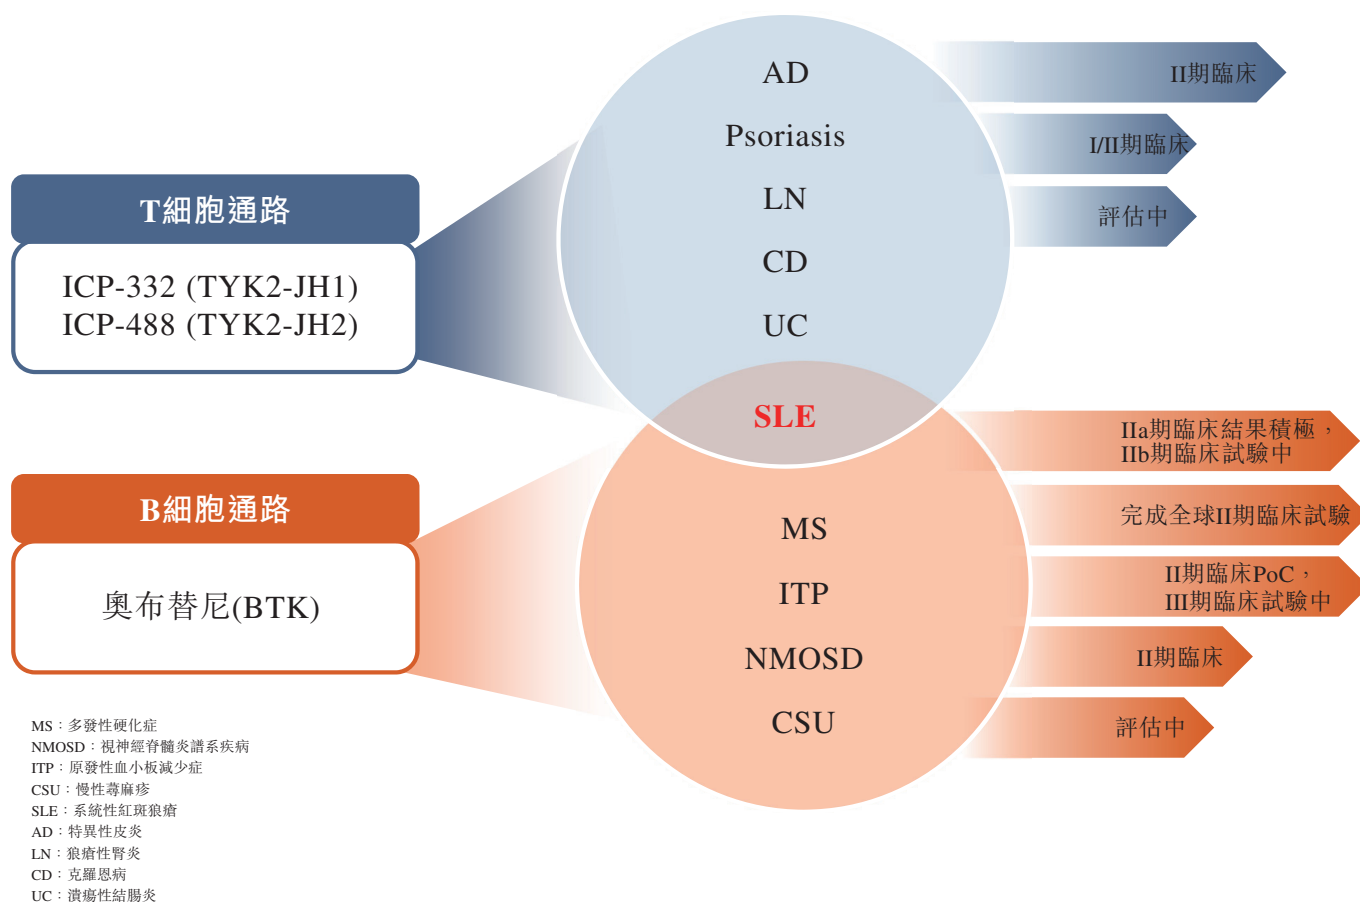 T細胞通路
ICP-332 (TYK2-JH1)
ICP-488 (TYK2-JH2)
AD
Psoriasis
LN
CD
UC
SLE
II期臨床
I/II期臨床
評估中
B細胞通路
奧布替尼(BTK)
MS
ITP
NMOSD
CSU
IIa期臨床結果積極，
IIb期臨床試驗中
完成全球II期臨床試驗
II期臨床PoC，
III期臨床試驗中
II期臨床
評估中
MS：多發性硬化症
NMOSD：視神經脊髓炎譜系疾病
ITP：原發性血小板減少症
CSU：慢性蕁麻疹
SLE：系統性紅斑狼瘡
AD：特異性皮炎
LN：狼瘡性腎炎
CD：克羅恩病
UC：潰瘍性結腸炎